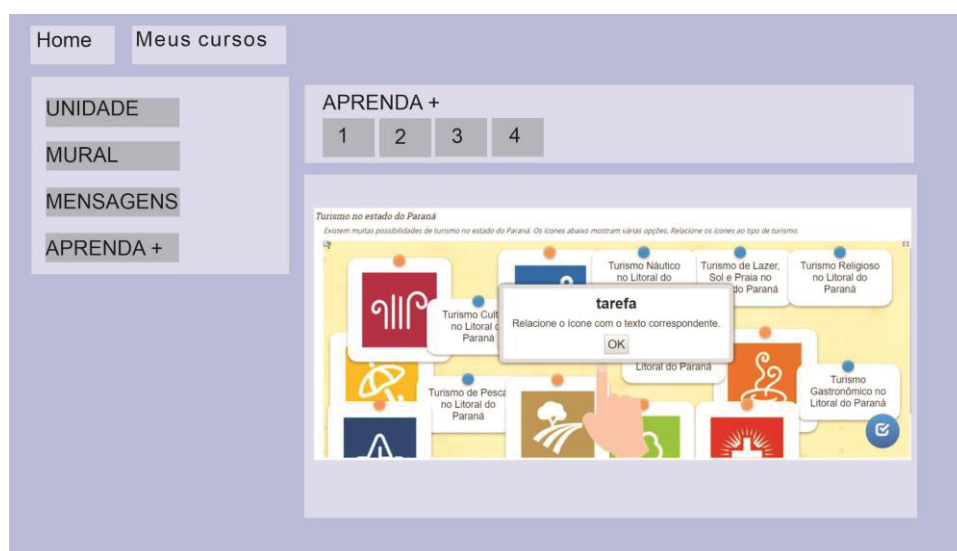 Home
Meus cursos
UNIDADE
MURAL
MENSAGENS
APRENDA +
APRENDA +
1 2 3 4
Turismo no estado do Paraná
Existem muitas possibilidades de turismo no estado do Paraná. Os ícones abaixo mostram várias opções. Relacione os ícones ao tipo de turismo.
Turismo Náutico
no Litoral do
Turismo de Lazer,
Sol e Praia no
do Paraná
Turismo Religioso
no Litoral do
Paraná
Turismo
no Litoral
Paraná
tarefa
Relacione o ícone com o texto correspondente.
OK
Litoral do Paraná
Turismo de Pesca
no Litoral do
Paraná
Turismo
Gastronômico no
Litoral do Paraná